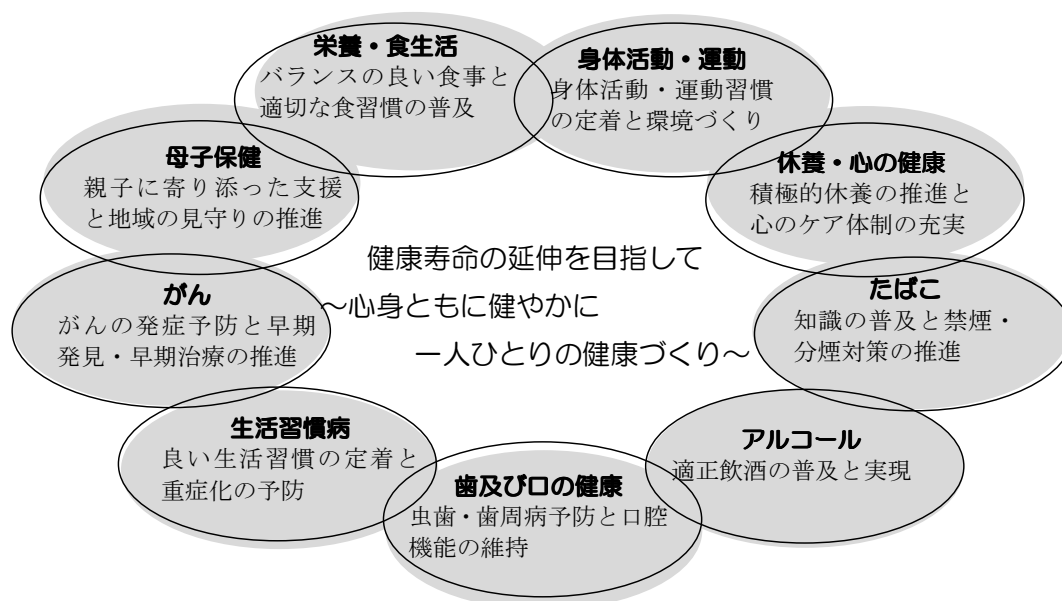 栄養・食生活
バランスの良い食事と
適切な食習慣の普及
身体活動・運動
身体活動・運動習慣
の定着と環境づくり
母子保健
親子に寄り添った支援
と地域の見守りの推進
休養・心の健康
積極的休養の推進と
心のケア体制の充実
健康寿命の延伸を目指して
～心身ともに健やかに
一人ひとりの健康づくり～
がん
がんの発症予防と早期
発見・早期治療の推進
たばこ
知識の普及と禁煙・
分煙対策の推進
生活習慣病
良い生活習慣の定着と
重症化の予防
歯及び口の健康
虫歯・歯周病予防と口腔
機能の維持
アルコール
適正飲酒の普及と実現